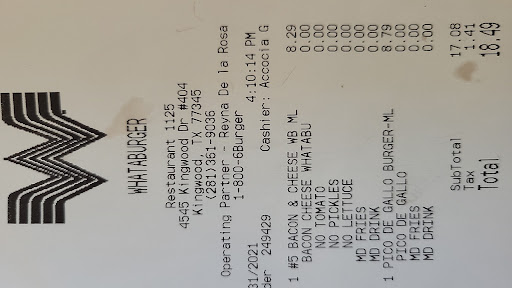 WHATABURGER
Restaurant 1125
4545 Kingwood Dr #404
Kingwood, TX 77345
(281)361-9036
Operating Partner - Reyna De la Rosa
1-800-6Burger
31/2021 4:10:14 PM
der 249429 Cashier: Accocia G
1 #5 BACON & CHEESE WB ML 8.29
BACON CHEESE WHATABU 0.00
NO TOMATO 0.00
NO PICKLES 0.00
NO LETTUCE 0.00
MD FRIES 0.00
MD DRINK 0.00
1 PICO DE GALLO BURGER-ML 8.79
PICO DE GALLO 0.00
MD FRIES 0.00
MD DRINK 0.00
SubTotal 17.08
Tax 1.41
Total 18.49